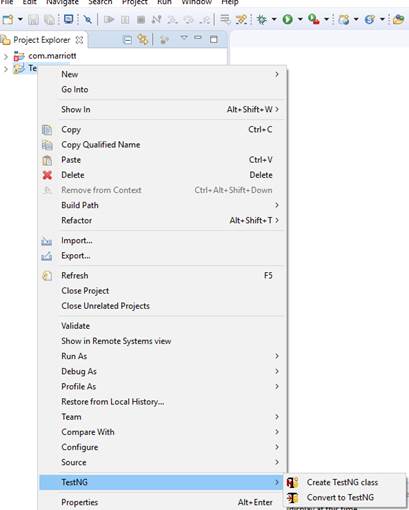 File Edit Navigate Search Project Run Window Help
Project Explorer
com.marriott
Te
New
Go Into
Show In Alt+Shift+W
Copy Ctrl+C
Copy Qualified Name
Paste Ctrl+V
Delete Delete
Remove from Context Ctrl+Alt+Shift+Down
Build Path
Refactor Alt+Shift+T
Import...
Export...
Refresh F5
Close Project
Close Unrelated Projects
Validate
Show in Remote Systems view
Run As
Debug As
Profile As
Restore from Local History...
Team
Compare With
Configure
Source
TestNG
Create TestNG class
Convert to TestNG
Properties Alt+Enter
display at this time